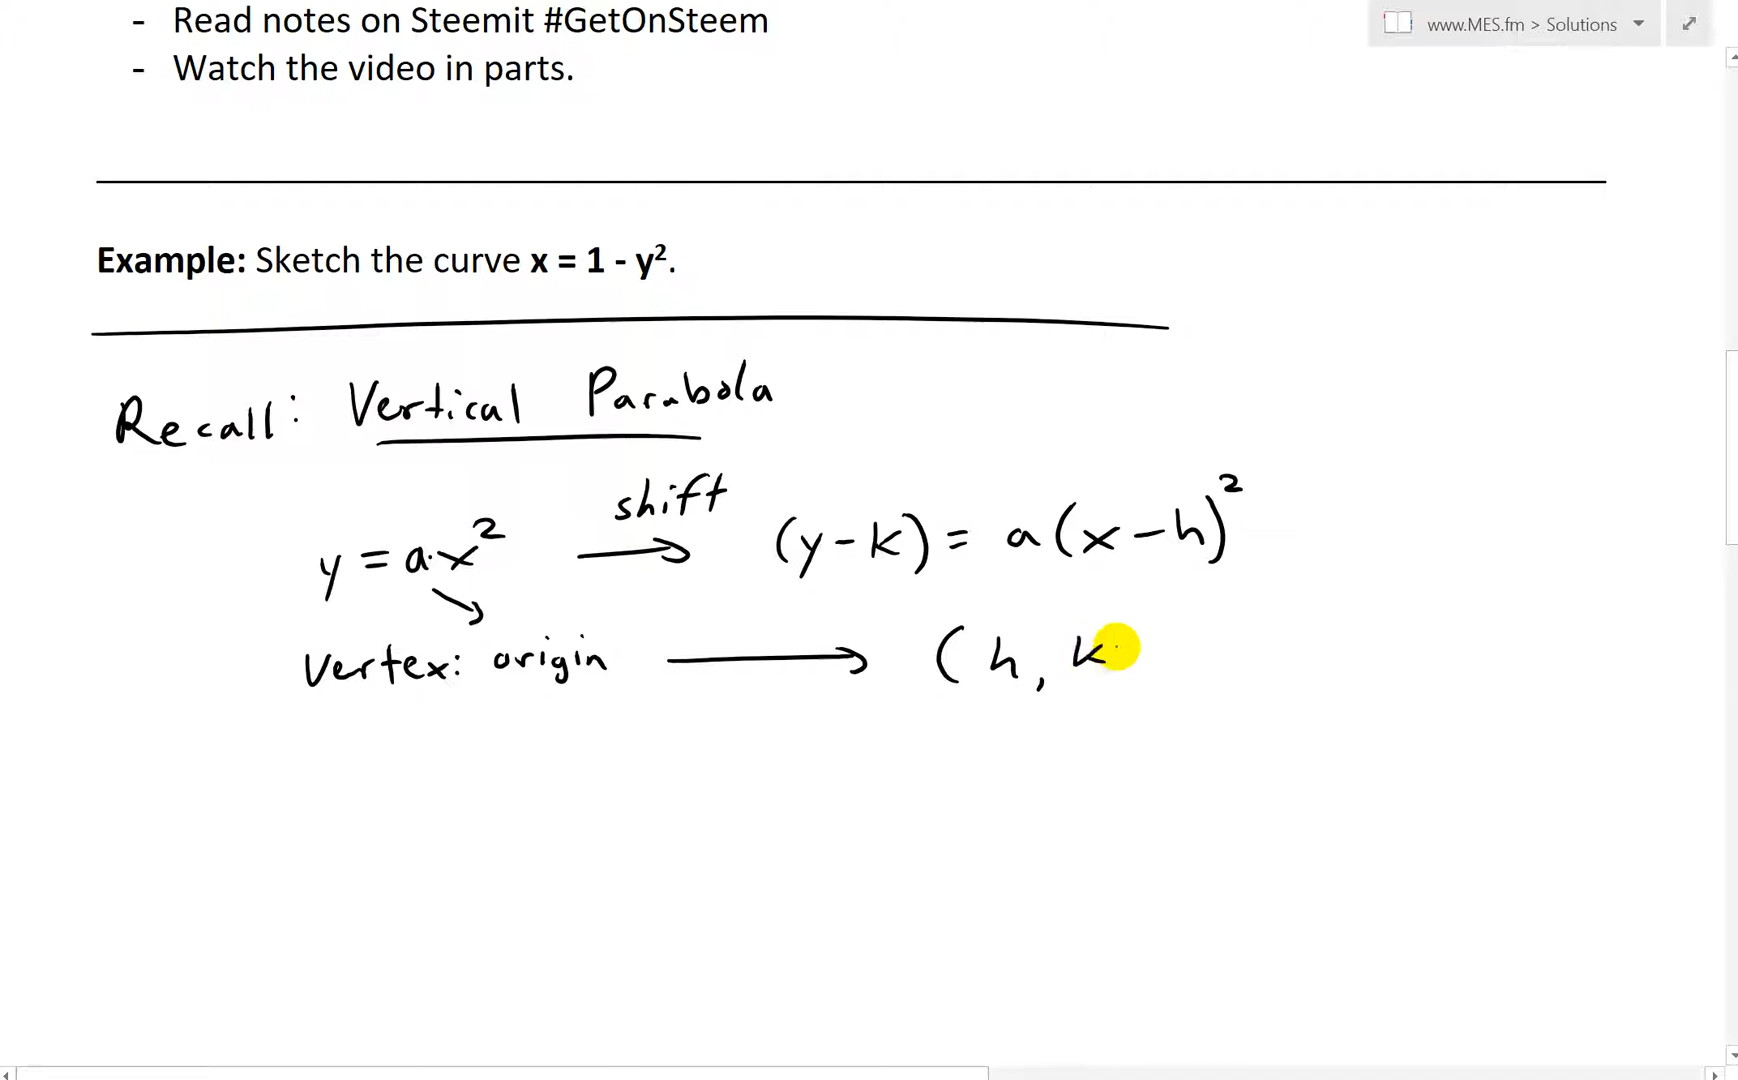 - Read notes on Steemit #GetOnSteem
www.MES.fm > Solutions
- Watch the video in parts.
Example: Sketch the curve x = 1 - y².
Recall: Vertical Parabola
shift
y = a·x² → (y-k) = a(x-h)²
Vertex: origin → (h, k